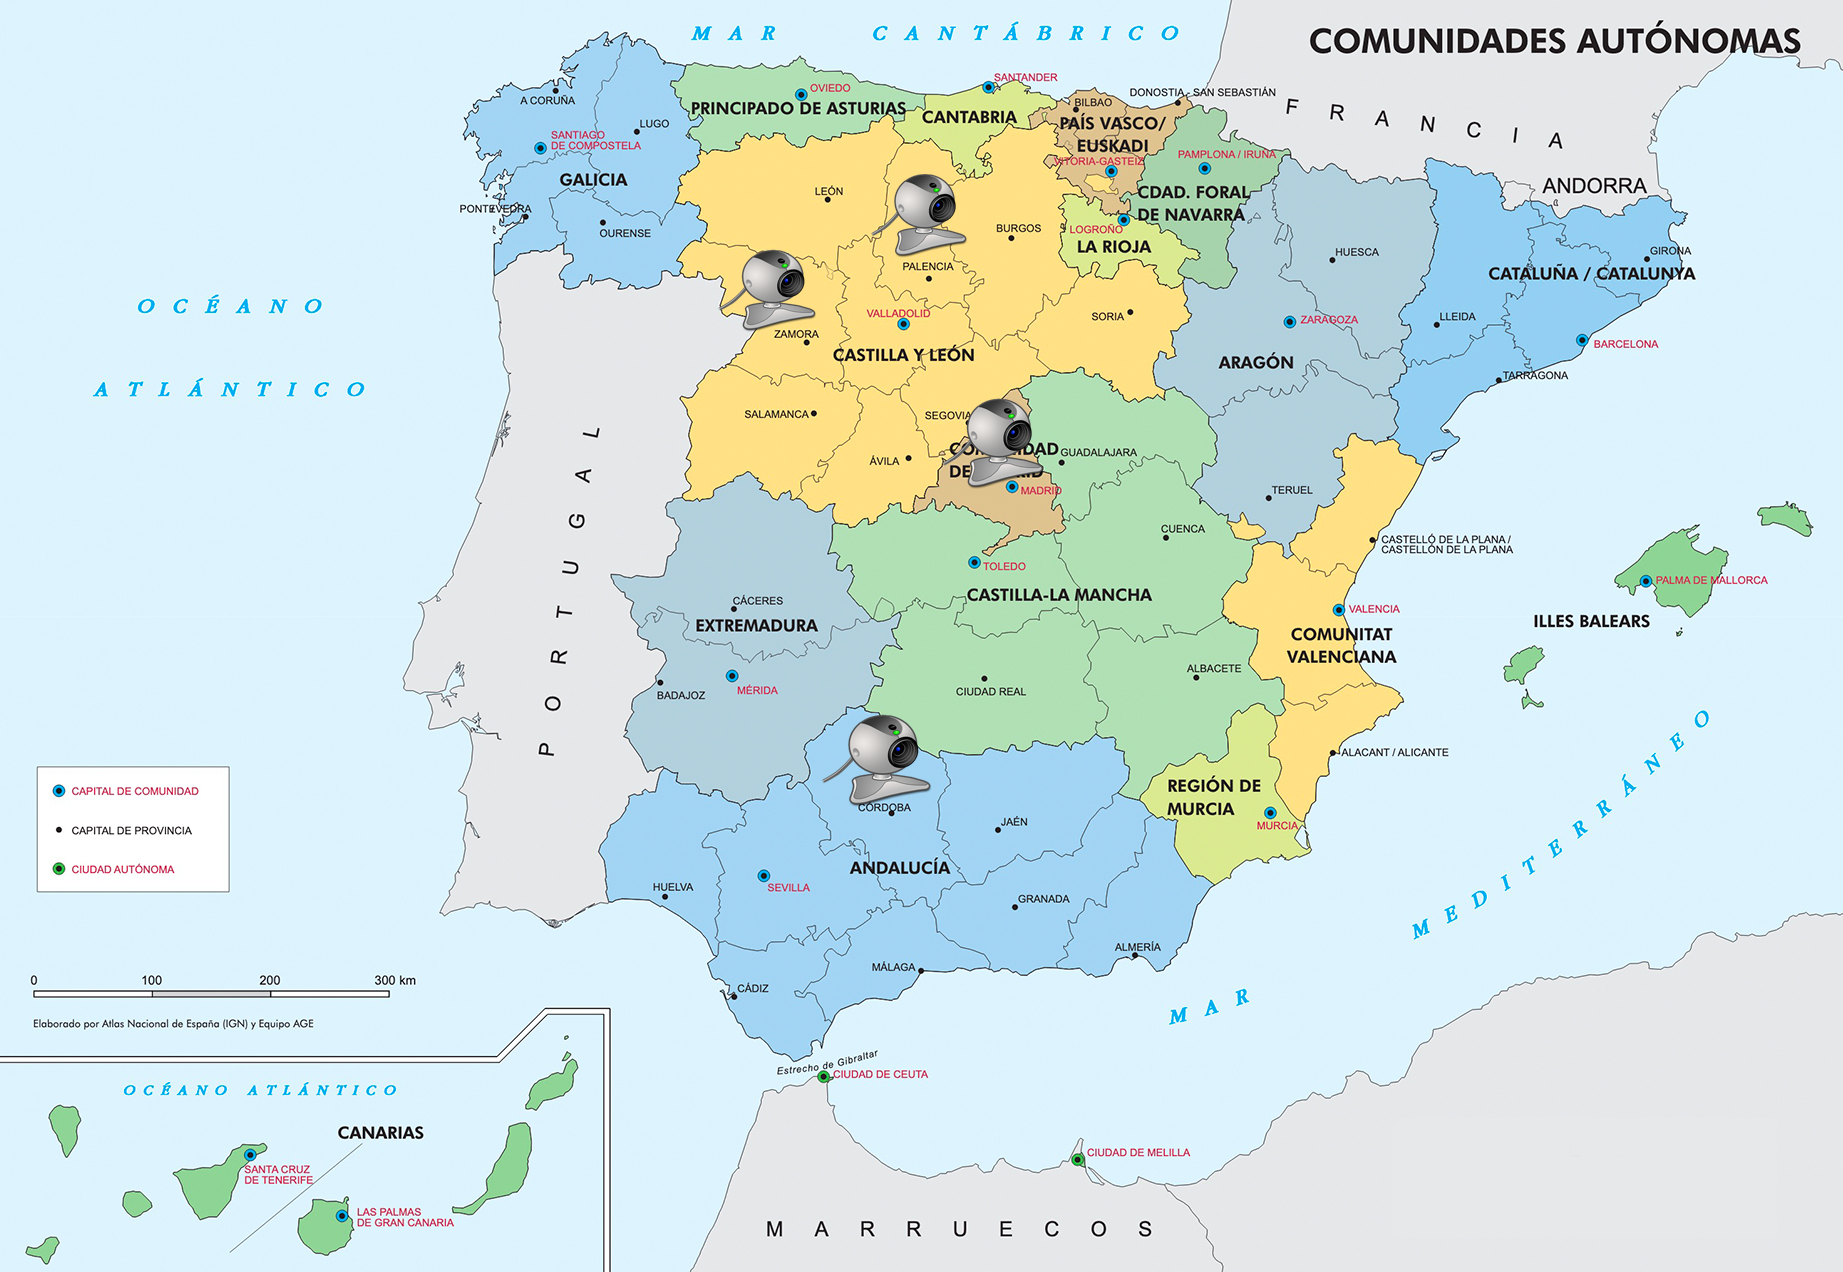 COMUNIDADES AUTÓNOMAS
MAR CANTÁBRICO
FRANCIA
ANDORRA
OCÉANO
ATLÁNTICO
PORTUGAL
A CORUÑA
LUGO
SANTIAGO
DE COMPOSTELA
GALICIA
PONTEVEDRA
OURENSE
OVIEDO
PRINCIPADO DE ASTURIAS
SANTANDER
CANTABRIA
BILBAO
DONOSTIA - SAN SEBASTIÁN
PAÍS VASCO/
EUSKADI
VITORIA-GASTEIZ
PAMPLONA / IRUÑA
CDAD. FORAL
DE NAVARRA
LOGROÑO
LA RIOJA
LEÓN
BURGOS
PALENCIA
ZAMORA
VALLADOLID
SORIA
CASTILLA Y LEÓN
SALAMANCA
SEGOVIA
ÁVILA
HUESCA
ZARAGOZA
ARAGÓN
TERUEL
GIRONA
CATALUÑA / CATALUNYA
LLEIDA
BARCELONA
TARRAGONA
DE
MADRID
GUADALAJARA
CUENCA
TOLEDO
CASTILLA-LA MANCHA
CIUDAD REAL
ALBACETE
CÁCERES
EXTREMADURA
MÉRIDA
BADAJOZ
CASTELLÓ DE LA PLANA /
CASTELLÓN DE LA PLANA
VALENCIA
COMUNITAT
VALENCIANA
ALACANT / ALICANTE
PALMA DE MALLORCA
ILLES BALEARS
REGIÓN DE
MURCIA
MURCIA
CÓRDOBA
JAÉN
ANDALUCÍA
SEVILLA
HUELVA
GRANADA
ALMERÍA
MÁLAGA
CÁDIZ
MAR MEDITERRÁNEO
Estrecho de Gibraltar
CIUDAD DE CEUTA
CIUDAD DE MELILLA
MARRUECOS
CAPITAL DE COMUNIDAD
CAPITAL DE PROVINCIA
CIUDAD AUTÓNOMA
0 100 200 300 km
Elaborado por Atlas Nacional de España (IGN) y Equipo AGE
OCÉANO ATLÁNTICO
CANARIAS
SANTA CRUZ
DE TENERIFE
LAS PALMAS
DE GRAN CANARIA